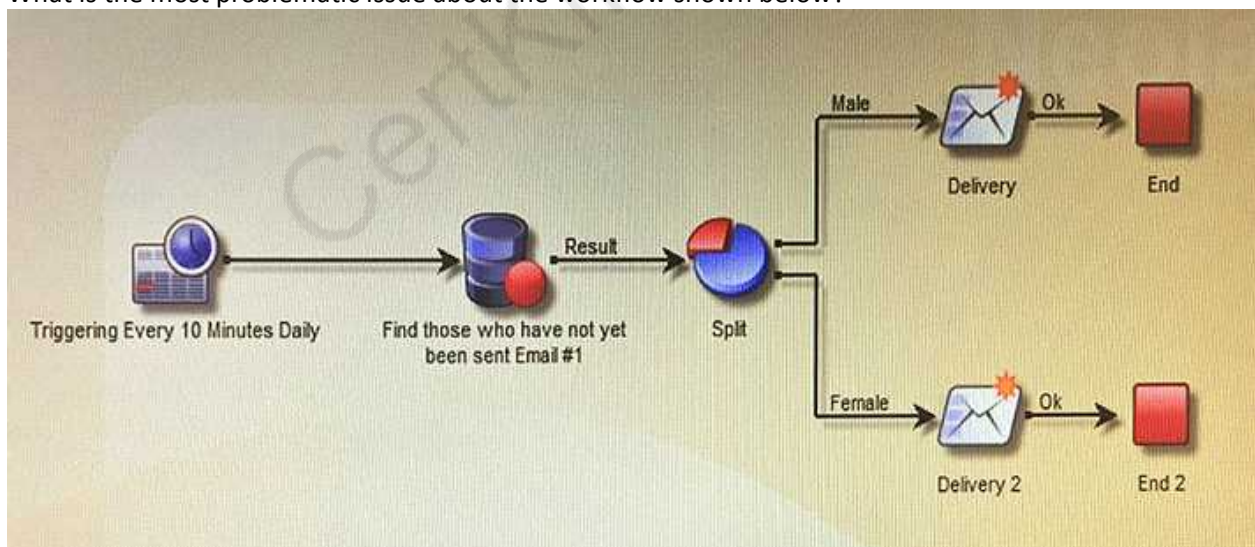 What is the most problematic issue about the workflow shown below?
CertKi
Male
Ok
Delivery
End
Result
Triggering Every 10 Minutes Daily
Find those who have not yet
been sent Email #1
Split
Female
Ok
Delivery 2
End 2